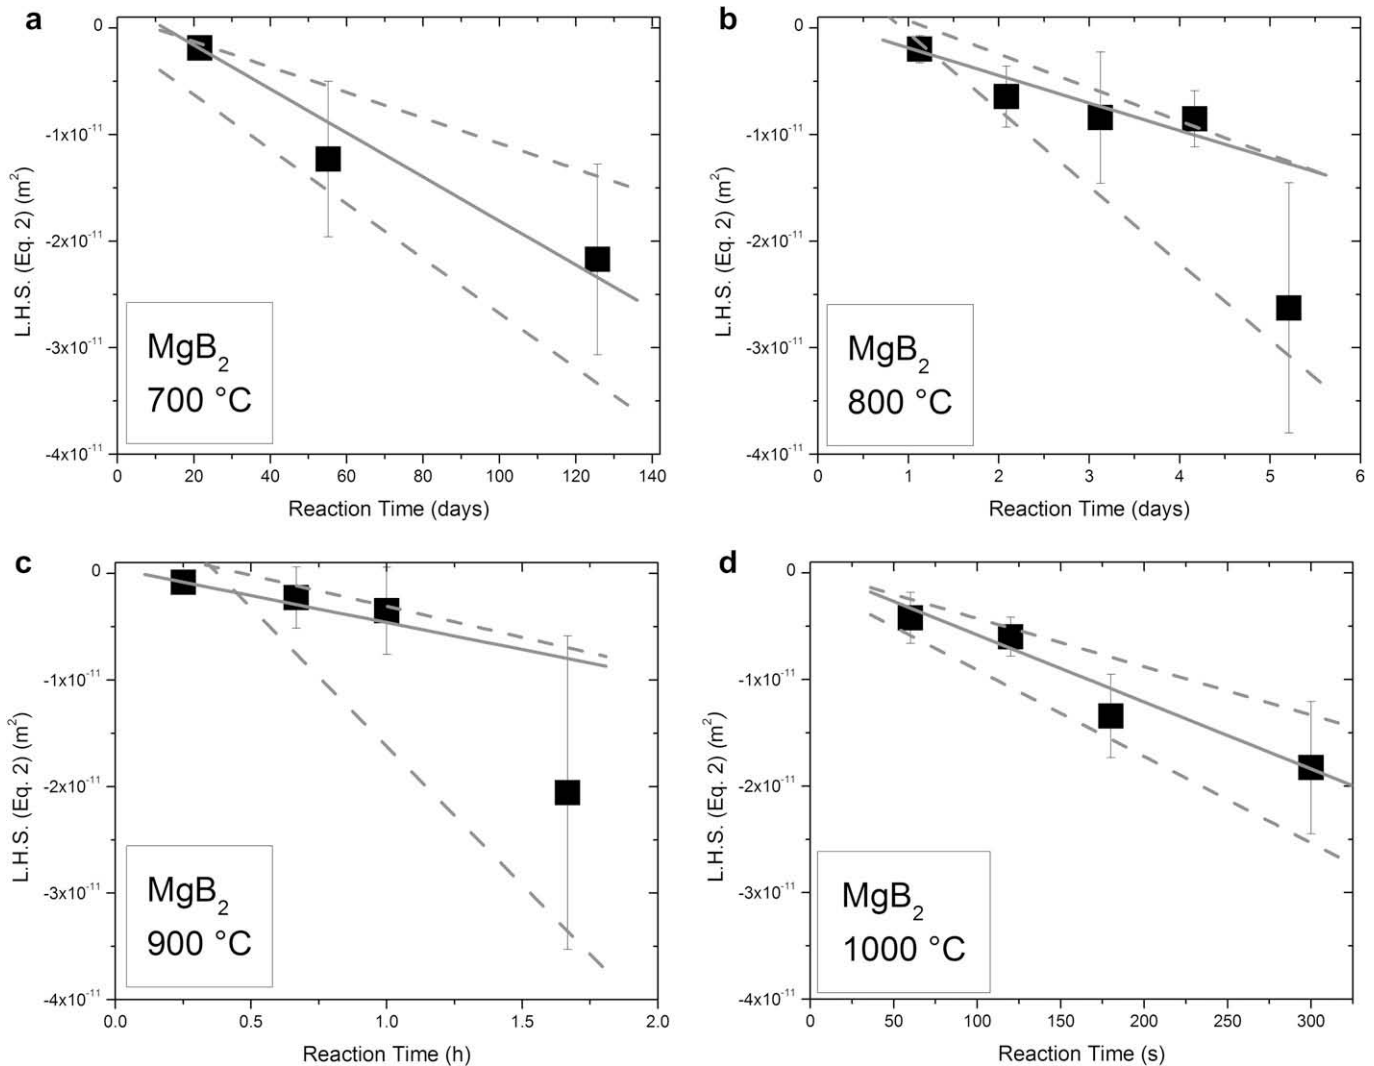 a
0
-1x10⁻¹¹
-2x10⁻¹¹
-3x10⁻¹¹
-4x10⁻¹¹
L.H.S. (Eq. 2) (m²)
MgB₂
700 °C
0 20 40 60 80 100 120 140
Reaction Time (days)
b
0
-1x10⁻¹¹
-2x10⁻¹¹
-3x10⁻¹¹
-4x10⁻¹¹
L.H.S. (Eq. 2) (m²)
MgB₂
800 °C
0 1 2 3 4 5 6
Reaction Time (days)
c
0
-1x10⁻¹¹
-2x10⁻¹¹
-3x10⁻¹¹
-4x10⁻¹¹
L.H.S. (Eq. 2) (m²)
MgB₂
900 °C
0.0 0.5 1.0 1.5 2.0
Reaction Time (h)
d
0
-1x10⁻¹¹
-2x10⁻¹¹
-3x10⁻¹¹
-4x10⁻¹¹
L.H.S. (Eq. 2) (m²)
MgB₂
1000 °C
0 50 100 150 200 250 300
Reaction Time (s)